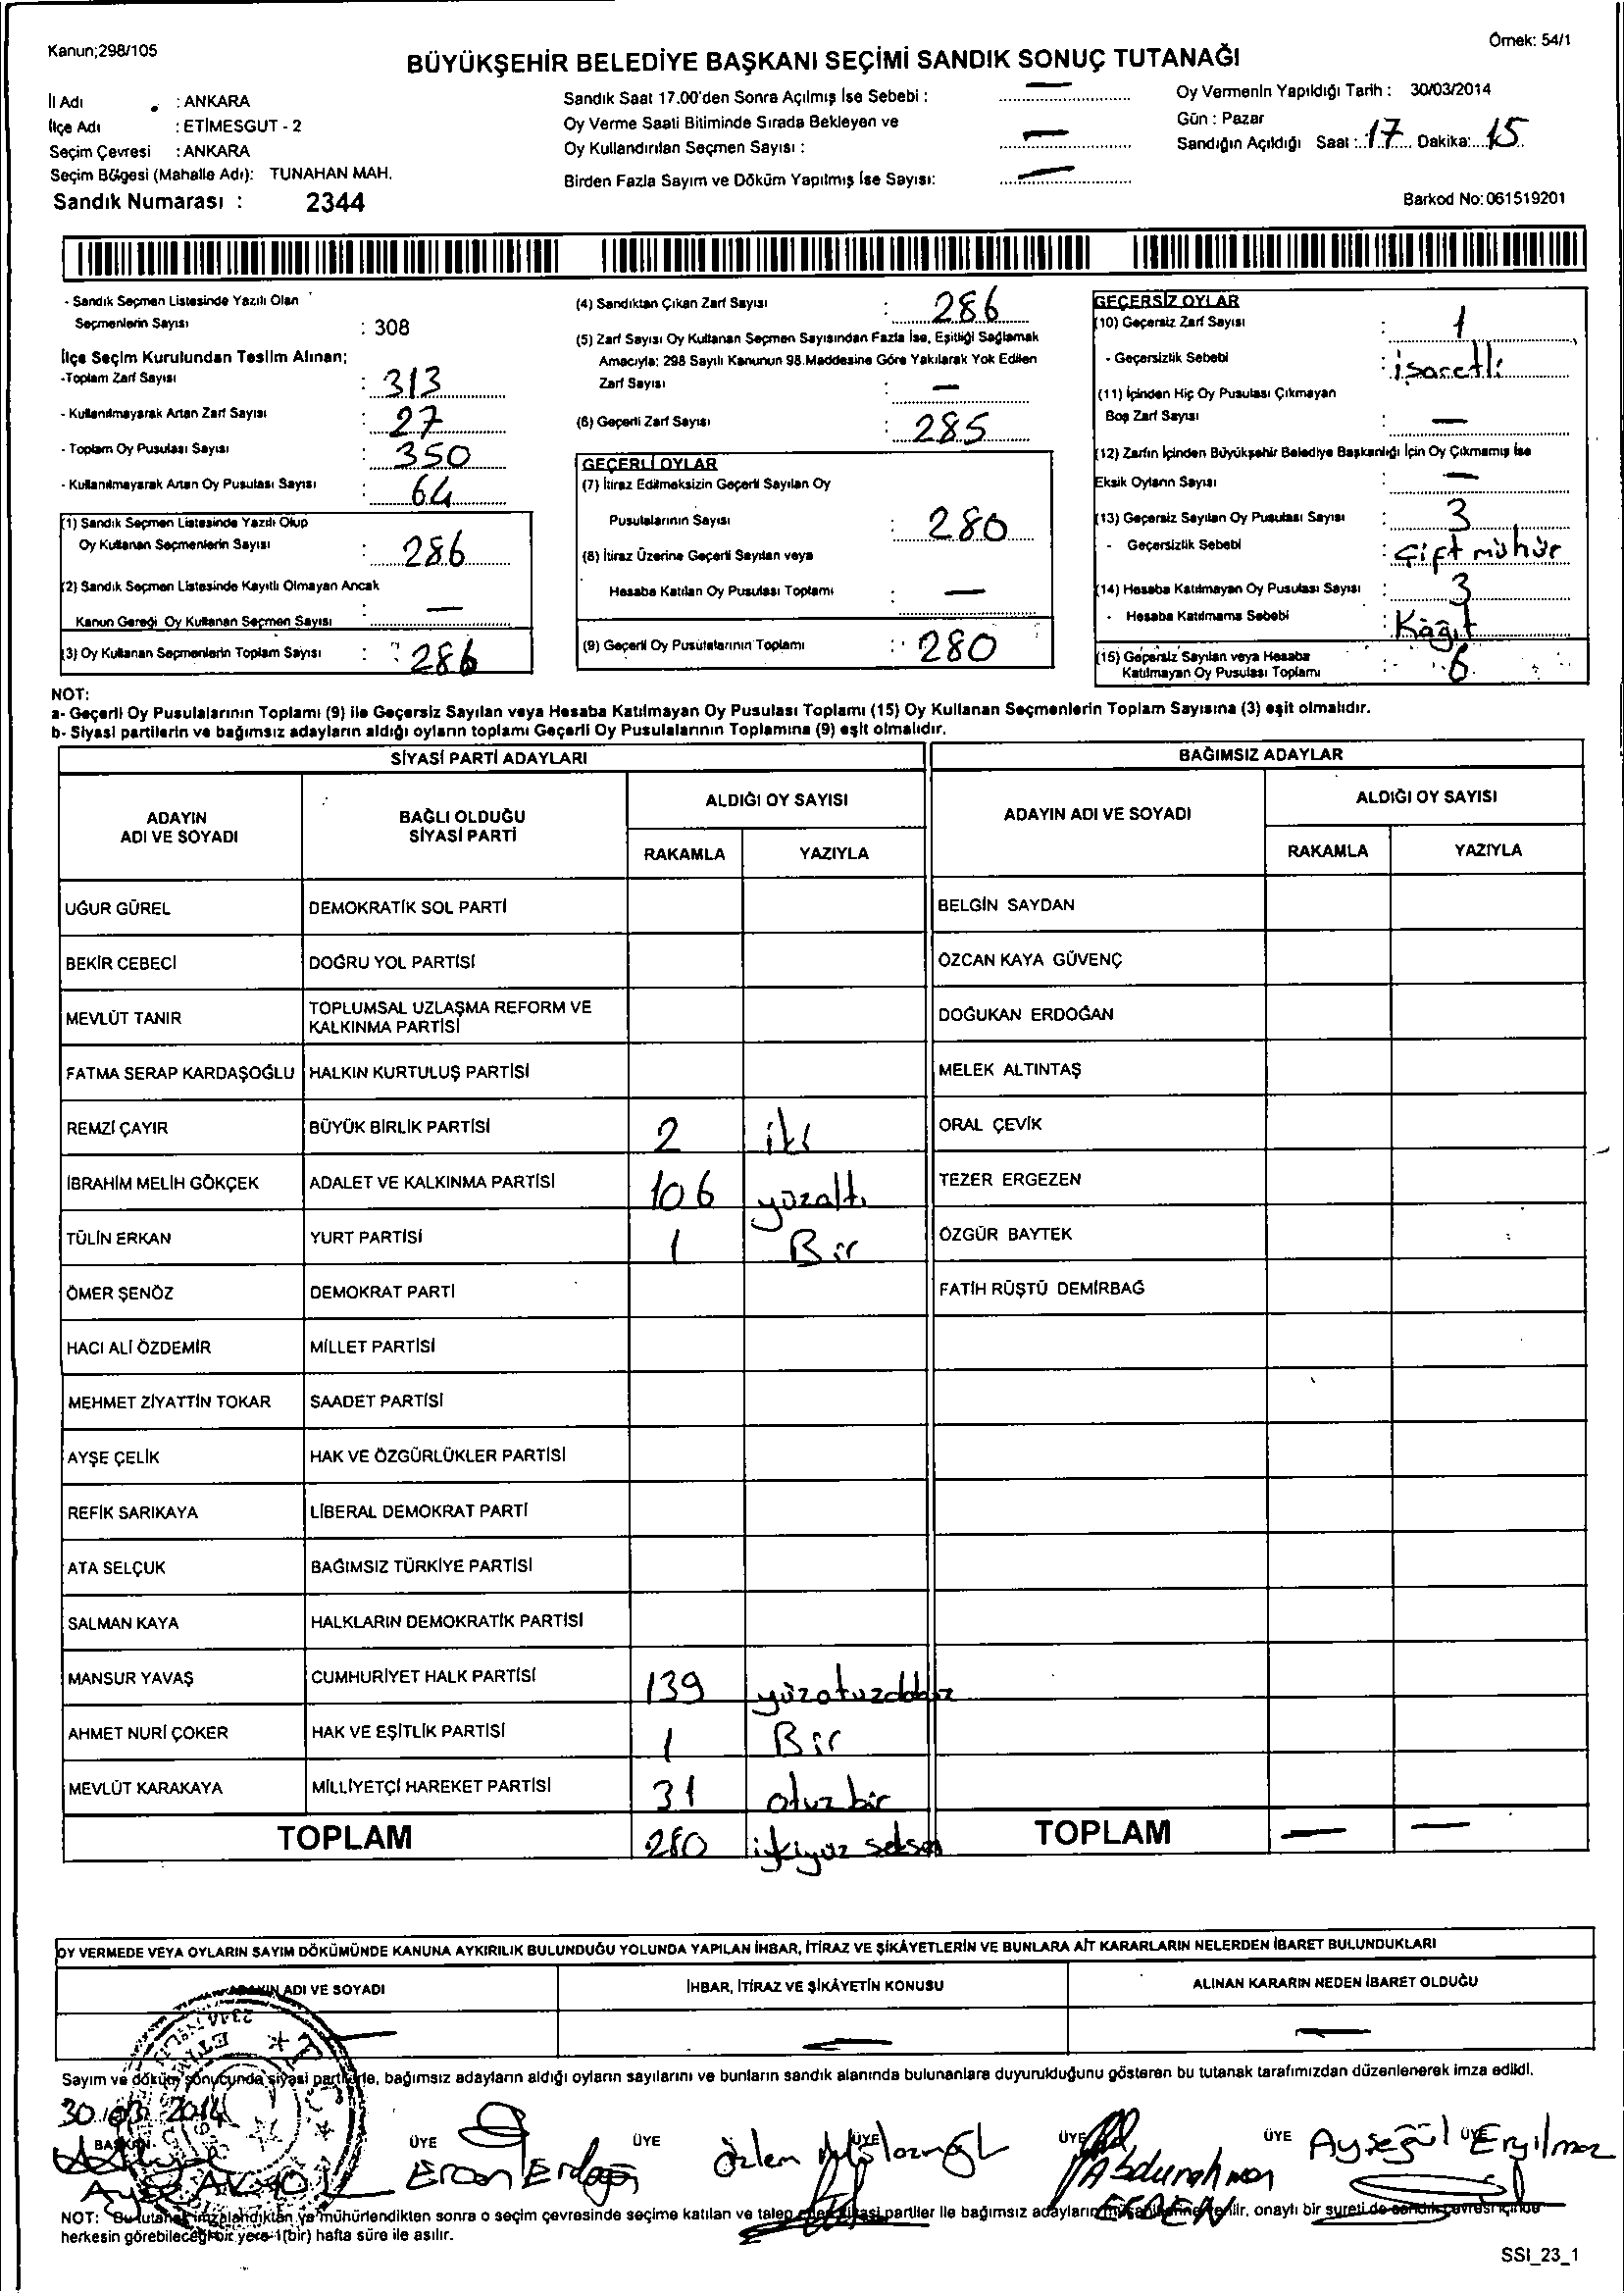 Kanun;298/105
Örnek: 54/1
BÜYÜKŞEHİR BELEDİYE BAŞKANI SEÇİMİ SANDIK SONUÇ TUTANAĞI
İl Adı : ANKARA
İlçe Adı : ETİMESGUT - 2
Seçim Çevresi : ANKARA
Seçim Bölgesi (Mahalle Adı): TUNAHAN MAH.
Sandık Numarası : 2344
Sandık Saat 17.00'den Sonra Açılmış İse Sebebi : —
Oy Verme Saati Bitiminde Sırada Bekleyen ve
Oy Kullandırılan Seçmen Sayısı : —
Birden Fazla Sayım ve Döküm Yapılmış İse Sayısı: —
Oy Vermenin Yapıldığı Tarih : 30/03/2014
Gün : Pazar
Sandığın Açıldığı Saat : 17 Dakika: 15
Barkod No: 061519201
- Sandık Seçmen Listesinde Yazılı Olan
Seçmenlerin Sayısı : 308
İlçe Seçim Kurulundan Teslim Alınan;
-Toplam Zarf Sayısı : 313
- Kullanılmayarak Artan Zarf Sayısı : 27
- Toplam Oy Pusulası Sayısı : 350
- Kullanılmayarak Artan Oy Pusulası Sayısı : 64
(1) Sandık Seçmen Listesinde Yazılı Olup
Oy Kullanan Seçmenlerin Sayısı : 286
(2) Sandık Seçmen Listesinde Kayıtlı Olmayan Ancak
Kanun Gereği Oy Kullanan Seçmen Sayısı : —
(3) Oy Kullanan Seçmenlerin Toplam Sayısı : 286
(4) Sandıktan Çıkan Zarf Sayısı : 286
(5) Zarf Sayısı Oy Kullanan Seçmen Sayısından Fazla İse, Eşitliği Sağlamak
Amacıyla; 298 Sayılı Kanunun 98.Maddesine Göre Yakılarak Yok Edilen
Zarf Sayısı : —
(6) Geçerli Zarf Sayısı : 285
GEÇERLİ OYLAR
(7) İtiraz Edilmeksizin Geçerli Sayılan Oy
Pusulalarının Sayısı : 280
(8) İtiraz Üzerine Geçerli Sayılan veya
Hesaba Katılan Oy Pusulası Toplamı : —
(9) Geçerli Oy Pusulalarının Toplamı : 280
GEÇERSİZ OYLAR
(10) Geçersiz Zarf Sayısı : 1
- Geçersizlik Sebebi : işaretli
(11) İçinden Hiç Oy Pusulası Çıkmayan
Boş Zarf Sayısı : —
(12) Zarfın İçinden Büyükşehir Belediye Başkanlığı İçin Oy Çıkmamış İse
Eksik Oyların Sayısı : —
(13) Geçersiz Sayılan Oy Pusulası Sayısı : 3
- Geçersizlik Sebebi : Çift mühür
(14) Hesaba Katılmayan Oy Pusulası Sayısı : 3
- Hesaba Katılmama Sebebi : Kağıt
(15) Geçersiz Sayılan veya Hesaba
Katılmayan Oy Pusulası Toplamı : 6
NOT:
a- Geçerli Oy Pusulalarının Toplamı (9) ile Geçersiz Sayılan veya Hesaba Katılmayan Oy Pusulası Toplamı (15) Oy Kullanan Seçmenlerin Toplam Sayısına (3) eşit olmalıdır.
b- Siyasi partilerin ve bağımsız adayların aldığı oyların toplamı Geçerli Oy Pusulalarının Toplamına (9) eşit olmalıdır.
SİYASİ PARTİ ADAYLARI
BAĞIMSIZ ADAYLAR
ADAYIN ADI VE SOYADI
BAĞLI OLDUĞU SİYASİ PARTİ
ALDIĞI OY SAYISI
RAKAMLA YAZIYLA
ADAYIN ADI VE SOYADI
ALDIĞI OY SAYISI
RAKAMLA YAZIYLA
UĞUR GÜREL DEMOKRATİK SOL PARTİ BELGİN SAYDAN
BEKİR CEBECİ DOĞRU YOL PARTİSİ ÖZCAN KAYA GÜVENÇ
MEVLÜT TANIR TOPLUMSAL UZLAŞMA REFORM VE KALKINMA PARTİSİ DOĞUKAN ERDOĞAN
FATMA SERAP KARDAŞOĞLU HALKIN KURTULUŞ PARTİSİ MELEK ALTINTAŞ
REMZİ ÇAYIR BÜYÜK BİRLİK PARTİSİ 2 iki ORAL ÇEVİK
İBRAHİM MELİH GÖKÇEK ADALET VE KALKINMA PARTİSİ 106 yüzaltı TEZER ERGEZEN
TÜLİN ERKAN YURT PARTİSİ 1 Bir ÖZGÜR BAYTEK
ÖMER ŞENÖZ DEMOKRAT PARTİ FATİH RÜŞTÜ DEMİRBAĞ
HACI ALİ ÖZDEMİR MİLLET PARTİSİ
MEHMET ZİYATTİN TOKAR SAADET PARTİSİ
AYŞE ÇELİK HAK VE ÖZGÜRLÜKLER PARTİSİ
REFİK SARIKAYA LİBERAL DEMOKRAT PARTİ
ATA SELÇUK BAĞIMSIZ TÜRKİYE PARTİSİ
SALMAN KAYA HALKLARIN DEMOKRATİK PARTİSİ
MANSUR YAVAŞ CUMHURİYET HALK PARTİSİ 139
AHMET NURİ ÇOKER HAK VE EŞİTLİK PARTİSİ 1 Bir
MEVLÜT KARAKAYA MİLLİYETÇİ HAREKET PARTİSİ 31 otuzbir
TOPLAM 280 ikiyüz seksen TOPLAM — —
OY VERMEDE VEYA OYLARIN SAYIM DÖKÜMÜNDE KANUNA AYKIRILIK BULUNDUĞU YOLUNDA YAPILAN İHBAR, İTİRAZ VE ŞİKÂYETLERİN VE BUNLARA AİT KARARLARIN NELERDEN İBARET BULUNDUKLARI
ADAYIN ADI VE SOYADI İHBAR, İTİRAZ VE ŞİKÂYETİN KONUSU ALINAN KARARIN NEDEN İBARET OLDUĞU
— — —
Sayım ve döküm sonucunda siyasi partilerle, bağımsız adayların aldığı oyların sayılarını ve bunların sandık alanında bulunanlara duyurulduğunu gösteren bu tutanak tarafımızdan düzenlenerek imza edildi.
30.03.2014
BAŞKAN ÜYE ÜYE ÜYE ÜYE ÜYE ÜYE
Ercan Erdoğan Özlem Abdurahman EREN Ayşegül Eryılmaz
NOT: Bu tutanak imzalandıktan ve mühürlendikten sonra o seçim çevresinde seçime katılan ve talep eden siyasi partiler ile bağımsız adayların verilir, onaylı bir sureti de sandık çevresi içinde
herkesin görebileceği bir yere 1(bir) hafta süre ile asılır.
SSI_23_1